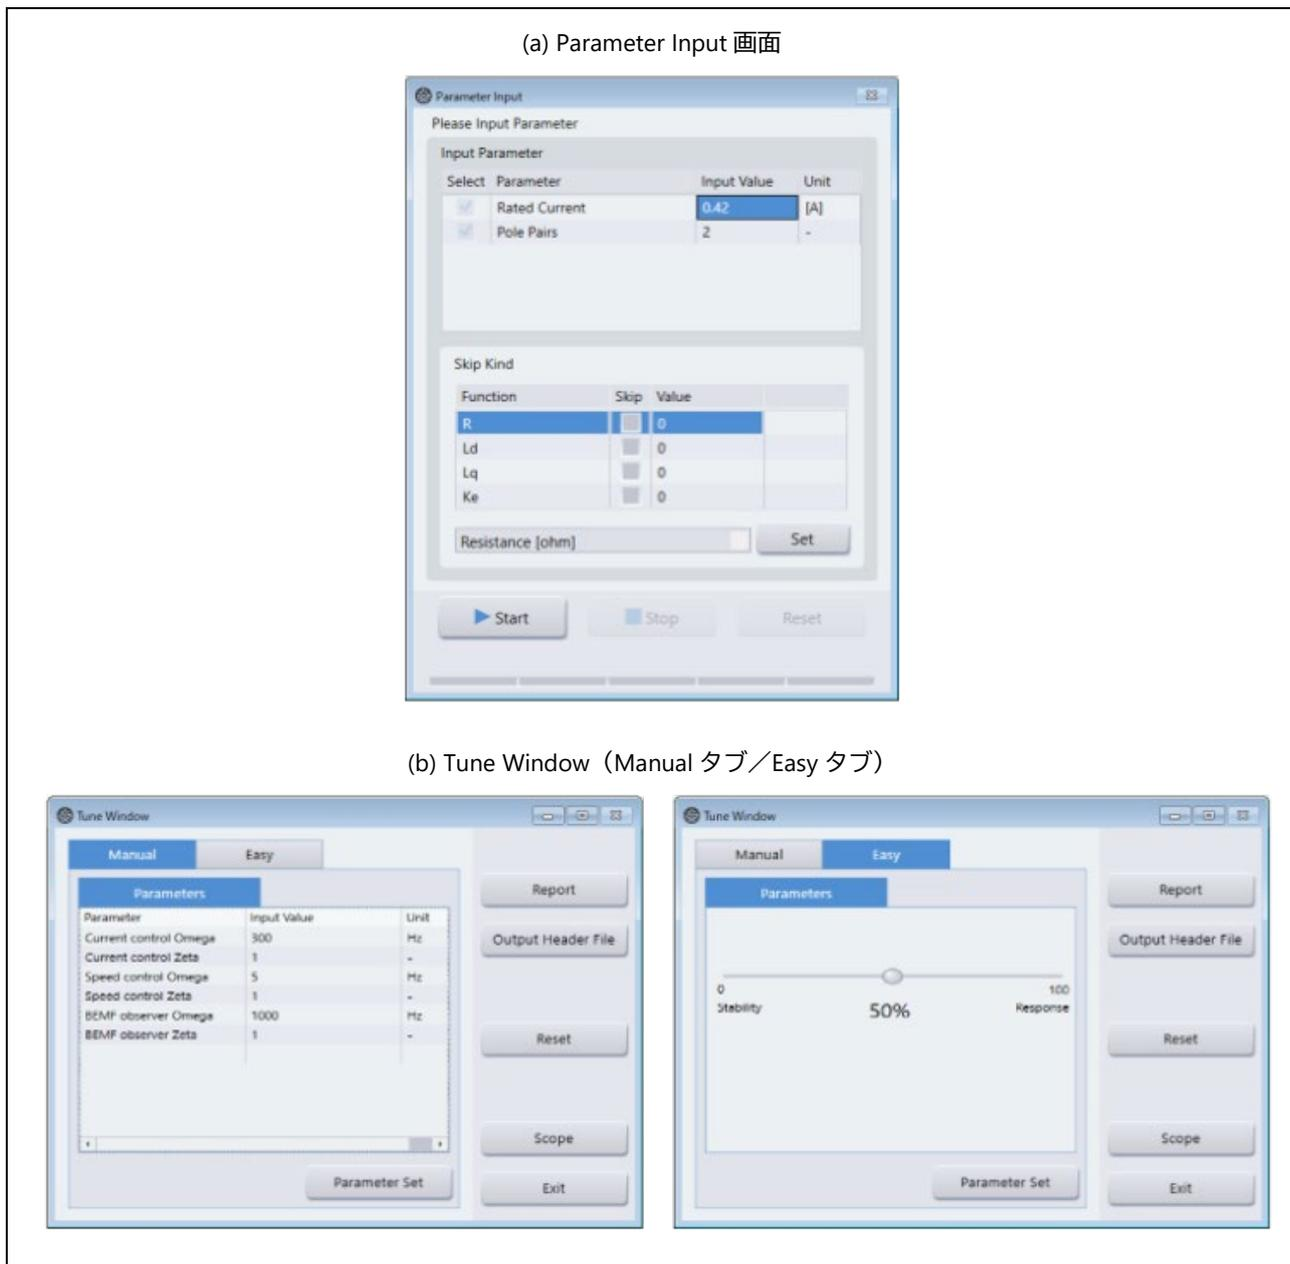 (a) Parameter Input 画面
Parameter Input
Please Input Parameter
Input Parameter
Select Parameter Input Value Unit
Rated Current 0.42 [A]
Pole Pairs 2 -
Skip Kind
Function Skip Value
R 0
Ld 0
Lq 0
Ke 0
Resistance [ohm] Set
Start Stop Reset
(b) Tune Window（Manual タブ／Easy タブ）
Tune Window
Manual Easy
Parameters
Parameter Input Value Unit
Current control Omega 300 Hz
Current control Zeta 1 -
Speed control Omega 5 Hz
Speed control Zeta 1 -
BEMF observer Omega 1000 Hz
BEMF observer Zeta 1 -
Parameter Set
Report
Output Header File
Reset
Scope
Exit
Tune Window
Manual Easy
Parameters
0 100
Stability 50% Response
Parameter Set
Report
Output Header File
Reset
Scope
Exit